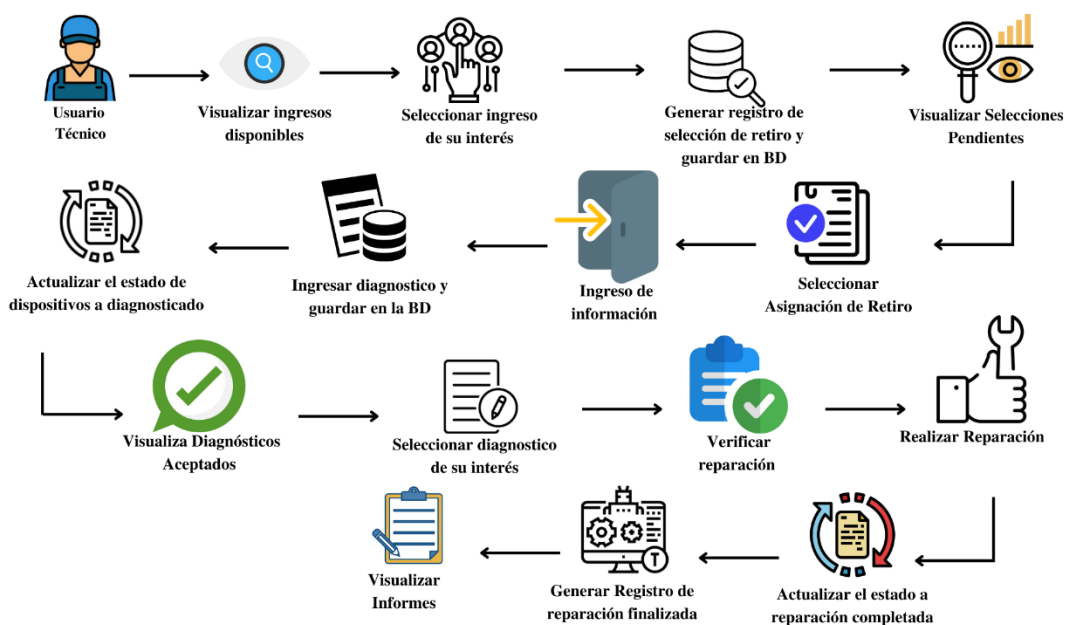 Usuario
Técnico
Visualizar ingresos
disponibles
Seleccionar ingreso
de su interés
Generar registro de
selección de retiro y
guardar en BD
Visualizar Selecciones
Pendientes
Seleccionar
Asignación de Retiro
Ingreso de
información
Ingresar diagnostico y
guardar en la BD
Actualizar el estado de
dispositivos a diagnosticado
Visualiza Diagnósticos
Aceptados
Seleccionar diagnostico
de su interés
Verificar
reparación
Realizar Reparación
Actualizar el estado a
reparación completada
T
Generar Registro de
reparación finalizada
Visualizar
Informes